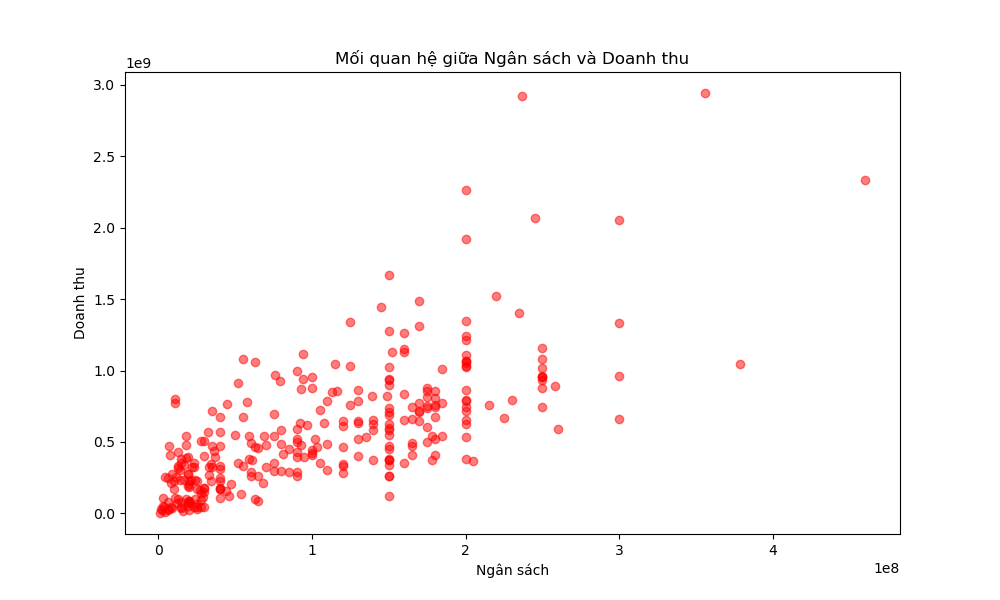 Mối quan hệ giữa Ngân sách và Doanh thu
1e9
3.0
2.5
2.0
1.5
1.0
0.5
0.0
Doanh thu
0 1 2 3 4
1e8
Ngân sách